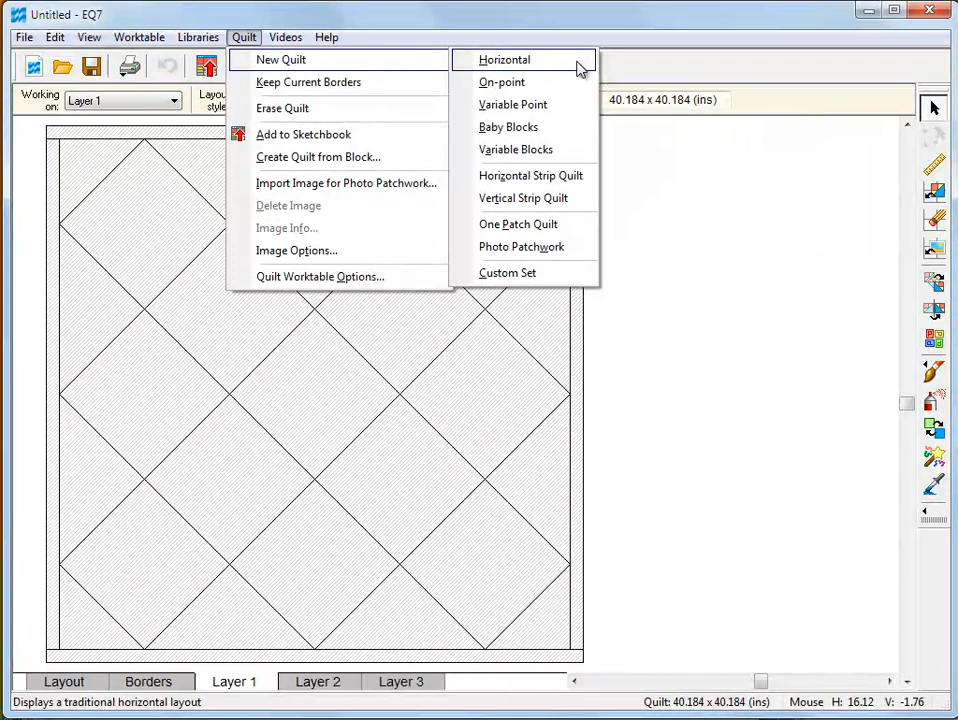 Untitled - EQ7
File Edit View Worktable Libraries Quilt Videos Help
Working on:
Layer 1
Layou
style
40.184 x 40.184 (ins)
New Quilt
Keep Current Borders
Erase Quilt
Add to Sketchbook
Create Quilt from Block...
Import Image for Photo Patchwork...
Delete Image
Image Info...
Image Options...
Quilt Worktable Options...
Horizontal
On-point
Variable Point
Baby Blocks
Variable Blocks
Horizontal Strip Quilt
Vertical Strip Quilt
One Patch Quilt
Photo Patchwork
Custom Set
Layout Borders Layer 1 Layer 2 Layer 3
Displays a traditional horizontal layout
Quilt: 40.184 x 40.184 (ins) Mouse H: 16.12 V: -1.76